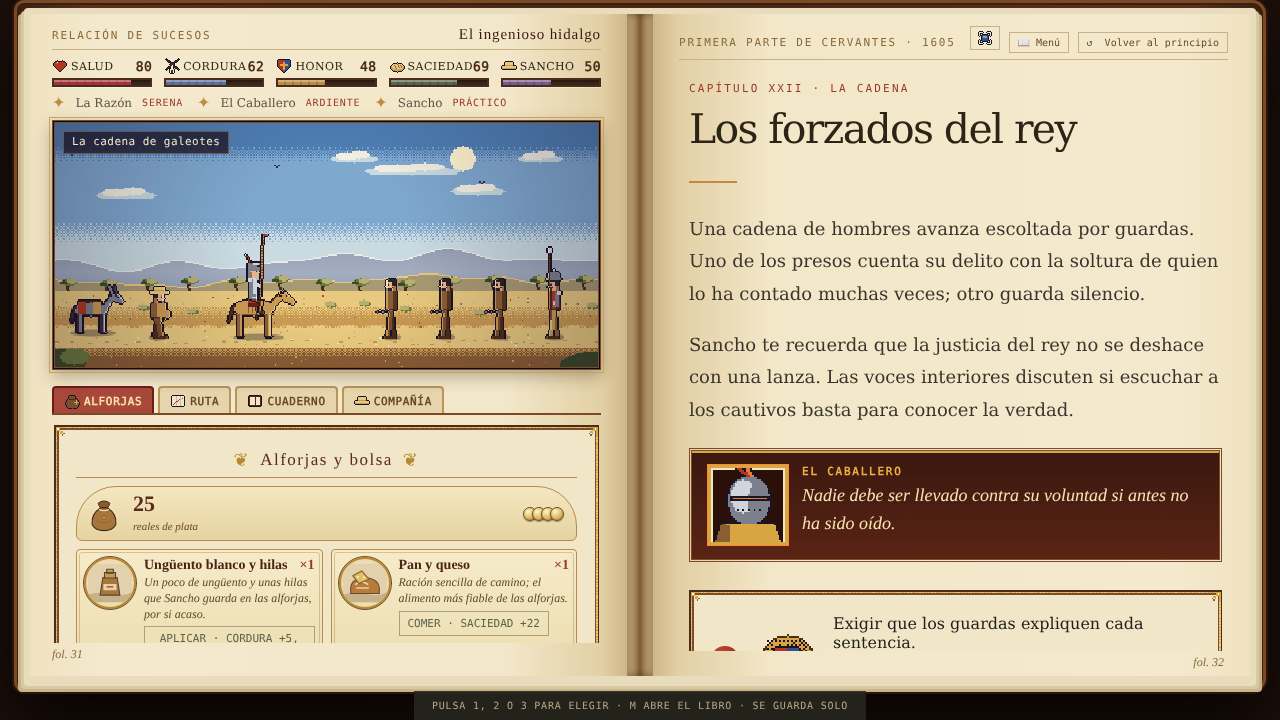 RELACIÓN DE SUCESOS
El ingenioso hidalgo
SALUD 80
CORDURA 62
HONOR 48
SACIEDAD 69
SANCHO 50
La Razón SERENA
El Caballero ARDIENTE
Sancho PRÁCTICO
La cadena de galeotes
ALFORJAS
RUTA
CUADERNO
COMPAÑÍA
Alforjas y bolsa
25
reales de plata
Ungüento blanco y hilas ×1
Un poco de ungüento y unas hilas
que Sancho guarda en las alforjas,
por si acaso.
APLICAR · CORDURA +5,
Pan y queso ×1
Ración sencilla de camino; el
alimento más fiable de las alforjas.
COMER · SACIEDAD +22
fol. 31
PRIMERA PARTE DE CERVANTES · 1605
Menú
↺ Volver al principio
CAPÍTULO XXII · LA CADENA
Los forzados del rey
Una cadena de hombres avanza escoltada por guardas.
Uno de los presos cuenta su delito con la soltura de quien
lo ha contado muchas veces; otro guarda silencio.
Sancho te recuerda que la justicia del rey no se deshace
con una lanza. Las voces interiores discuten si escuchar a
los cautivos basta para conocer la verdad.
EL CABALLERO
Nadie debe ser llevado contra su voluntad si antes no
ha sido oído.
Exigir que los guardas expliquen cada
sentencia.
fol. 32
PULSA 1, 2 O 3 PARA ELEGIR · M ABRE EL LIBRO · SE GUARDA SOLO